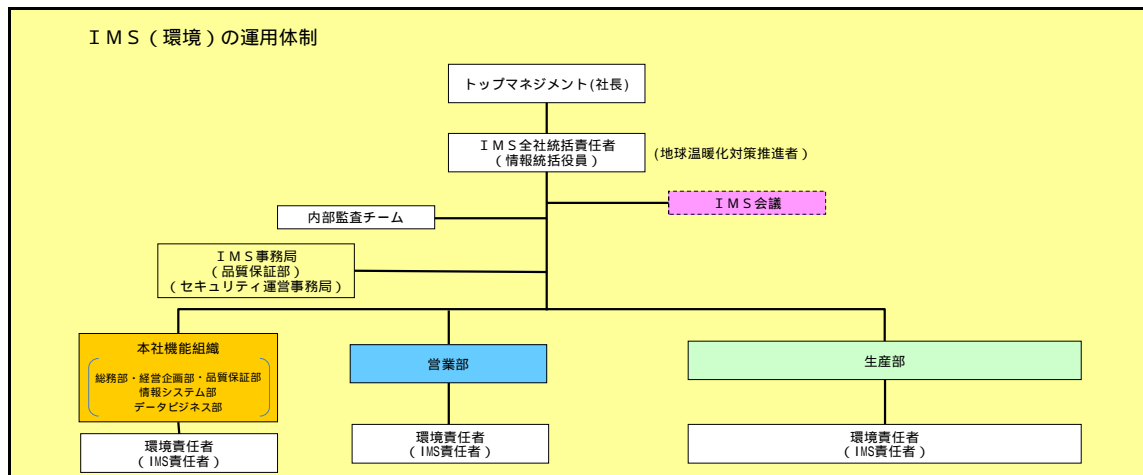 ＩＭＳ（環境）の運用体制
トップマネジメント(社長)
ＩＭＳ全社統括責任者
（情報統括役員）
(地球温暖化対策推進者）
ＩＭＳ会議
内部監査チーム
ＩＭＳ事務局
（品質保証部）
（セキュリティ運営事務局）
本社機能組織
総務部・経営企画部・品質保証部
情報システム部
データビジネス部
営業部
生産部
環境責任者
（IMS責任者）
環境責任者
（IMS責任者）
環境責任者
（IMS責任者）